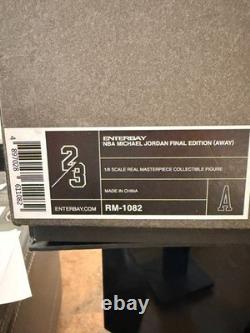 ENTERBAY
NBA MICHAEL JORDAN FINAL EDITION (AWAY)
23
1/6 SCALE REAL MASTERPIECE COLLECTIBLE FIGURE
MADE IN CHINA
A
ENTERBAY.COM
RM-1082